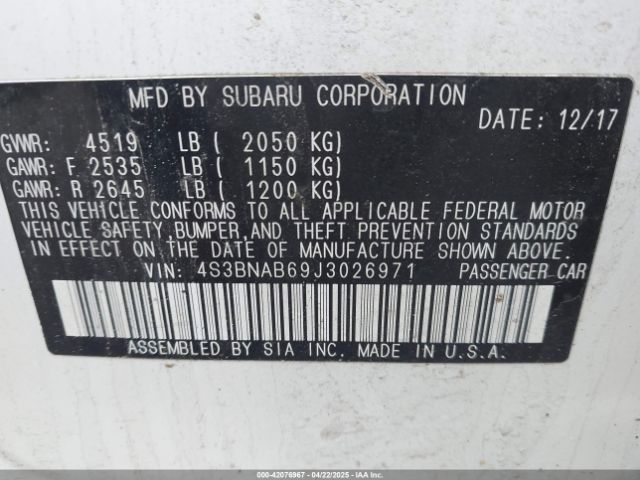 MFD BY SUBARU CORPORATION
DATE: 12/17
GVWR: 4519 LB ( 2050 KG)
GAWR: F 2535 LB ( 1150 KG)
GAWR: R 2645 LB ( 1200 KG)
THIS VEHICLE CONFORMS TO ALL APPLICABLE FEDERAL MOTOR
VEHICLE SAFETY, BUMPER, AND THEFT PREVENTION STANDARDS
IN EFFECT ON THE DATE OF MANUFACTURE SHOWN ABOVE.
VIN: 4S3BNAB69J3026971 PASSENGER CAR
ASSEMBLED BY SIA INC. MADE IN U.S.A.
000-42076967 - 04/22/2025 - IAAI.COM